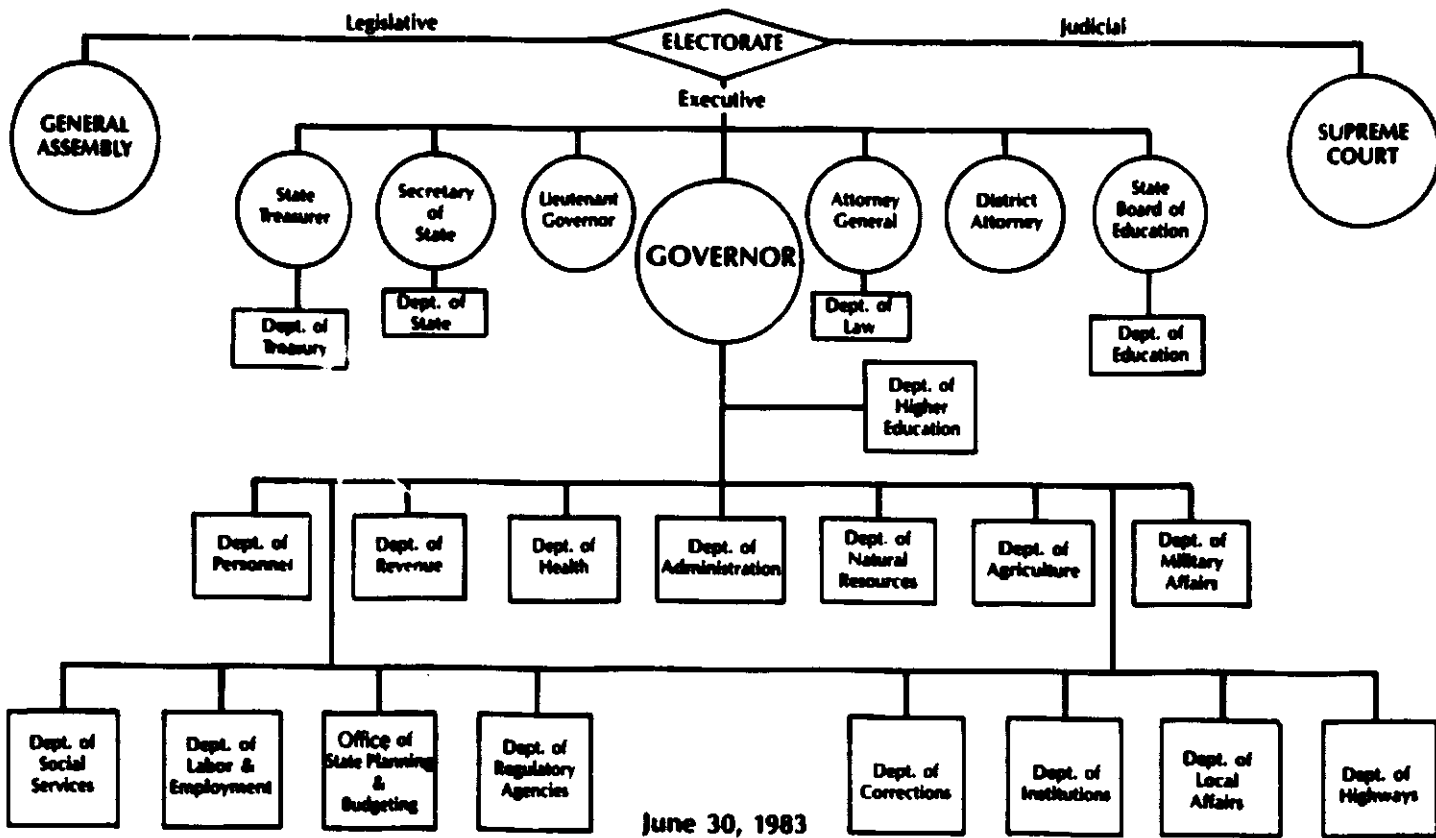 Legislative
ELECTORATE
Judicial
Executive
GENERAL
ASSEMBLY
SUPREME
COURT
State
Treasurer
Secretary
of
State
Lieutenant
Governor
GOVERNOR
Attorney
General
District
Attorney
State
Board of
Education
Dept. of
Treasury
Dept. of
State
Dept. of
Law
Dept. of
Education
Dept. of
Higher
Education
Dept. of
Personnel
Dept. of
Revenue
Dept. of
Health
Dept. of
Administration
Dept. of
Natural
Resources
Dept. of
Agriculture
Dept. of
Military
Affairs
Dept. of
Social
Services
Dept. of
Labor &
Employment
Office of
State Planning
&
Budgeting
Dept. of
Regulatory
Agencies
Dept. of
Corrections
Dept. of
Institutions
Dept. of
Local
Affairs
Dept. of
Highways
June 30, 1983